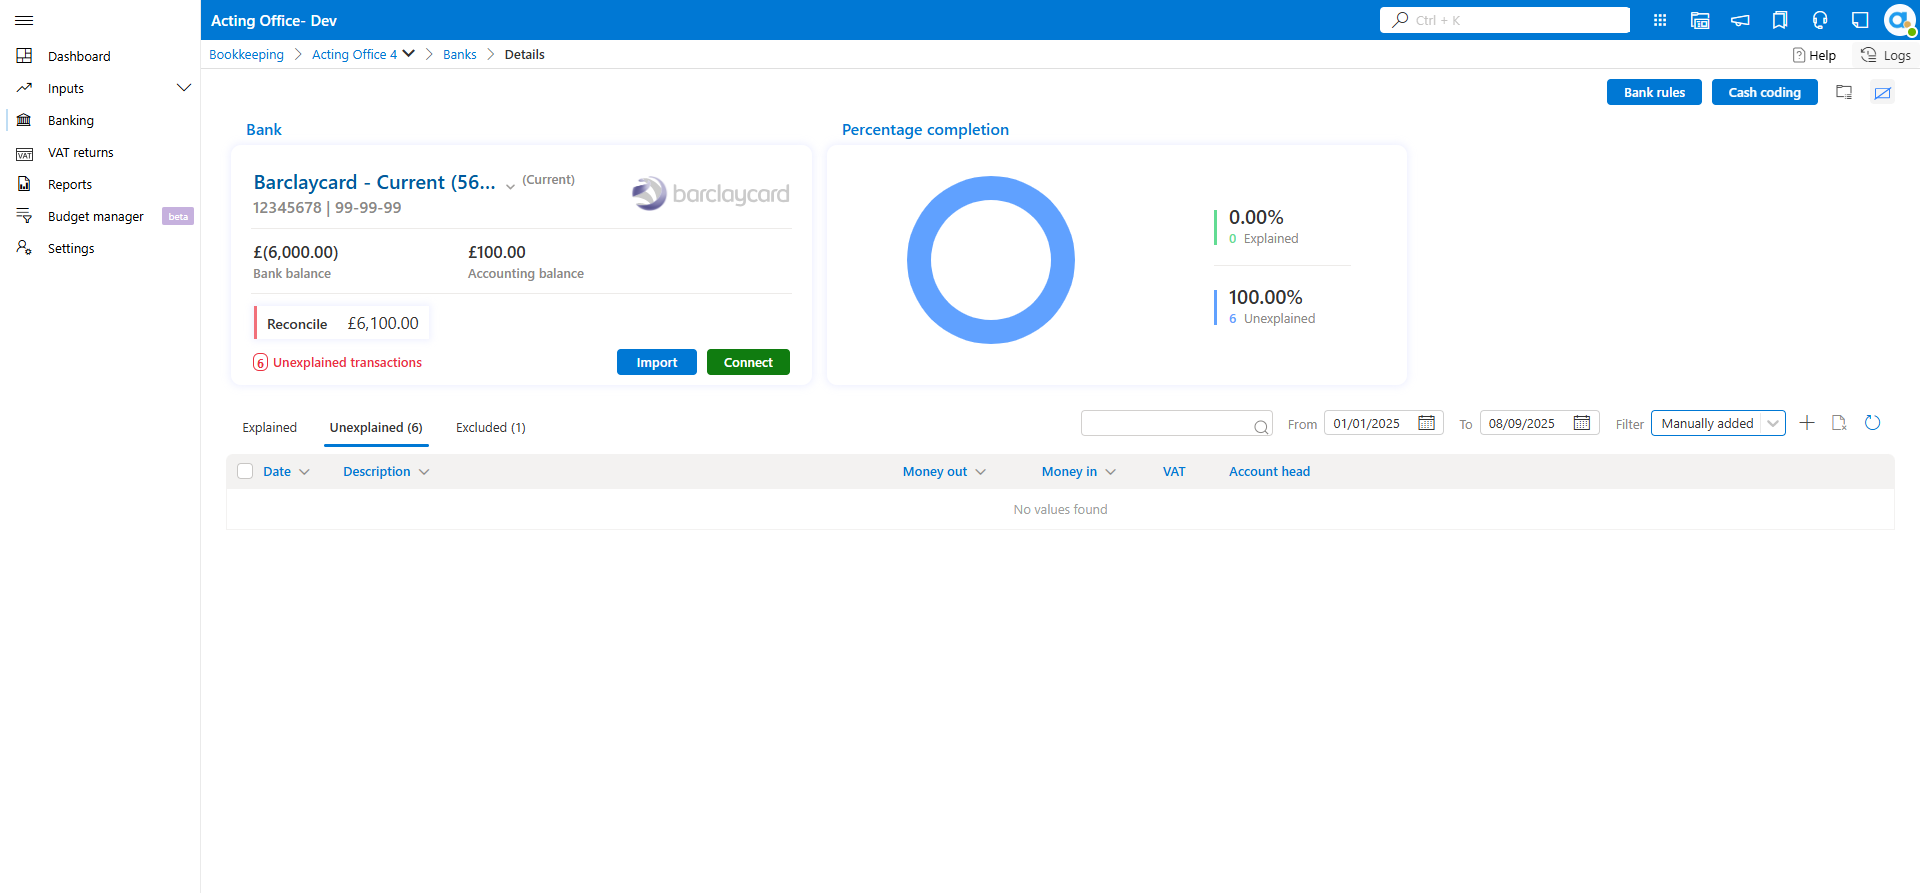 Acting Office- Dev
Ctrl + K
Dashboard
Inputs
Banking
VAT
VAT returns
Reports
Budget manager
beta
Settings
Bookkeeping
Acting Office 4
Banks
Details
Help
Logs
Bank rules
Cash coding
Bank
Barclaycard - Current (56...
(Current)
12345678 | 99-99-99
barclaycard
£(6,000.00)
Bank balance
£100.00
Accounting balance
Reconcile £6,100.00
6 Unexplained transactions
Import
Connect
Percentage completion
0.00%
0 Explained
100.00%
6 Unexplained
Explained
Unexplained (6)
Excluded (1)
From 01/01/2025
To 08/09/2025
Filter Manually added
Date
Description
Money out
Money in
VAT
Account head
No values found